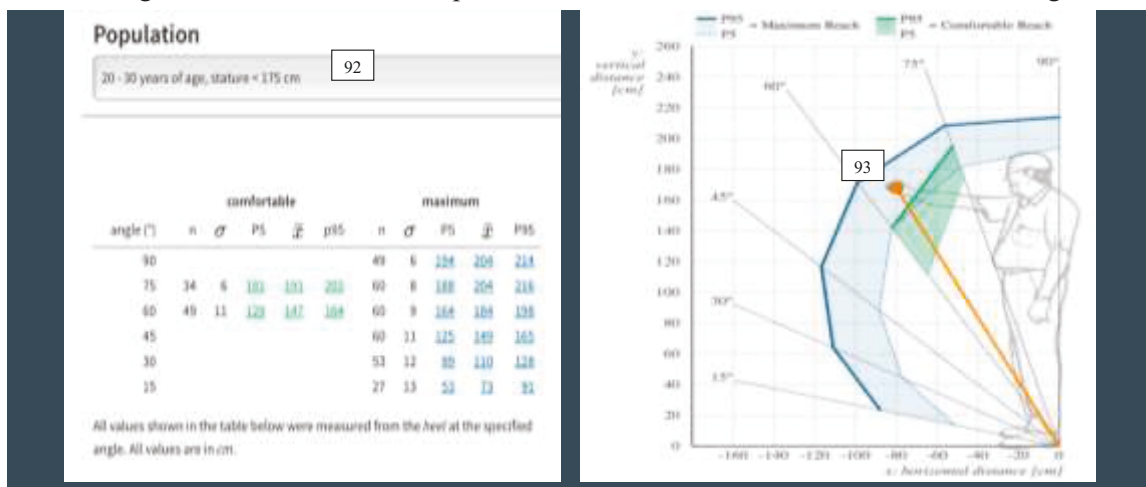 Population
92
20 - 30 years of age, stature < 175 cm
comfortable maximum
angle (°) n σ P5 x̄ p95 n σ P5 x̄ P95
90 49 6 194 204 214
75 34 6 181 191 203 60 8 188 204 216
60 49 11 129 147 164 60 9 164 184 198
45 60 11 125 149 165
30 53 12 89 110 128
15 27 13 53 73 91
All values shown in the table below were measured from the heel at the specified
angle. All values are in cm.
P95
P5
= Maximum Reach
P95
P5
= Comfortable Reach
y:
vertical
distance
[cm]
260
240
220
200
180
160
140
120
100
80
60
40
20
0
90°
75°
60°
45°
30°
15°
93
-160 -140 -120 -100 -80 -60 -40 -20 0
x: horizontal distance [cm]